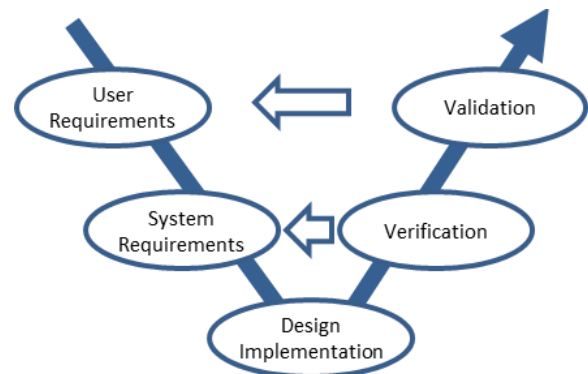 User
Requirements
Validation
System
Requirements
Verification
Design
Implementation